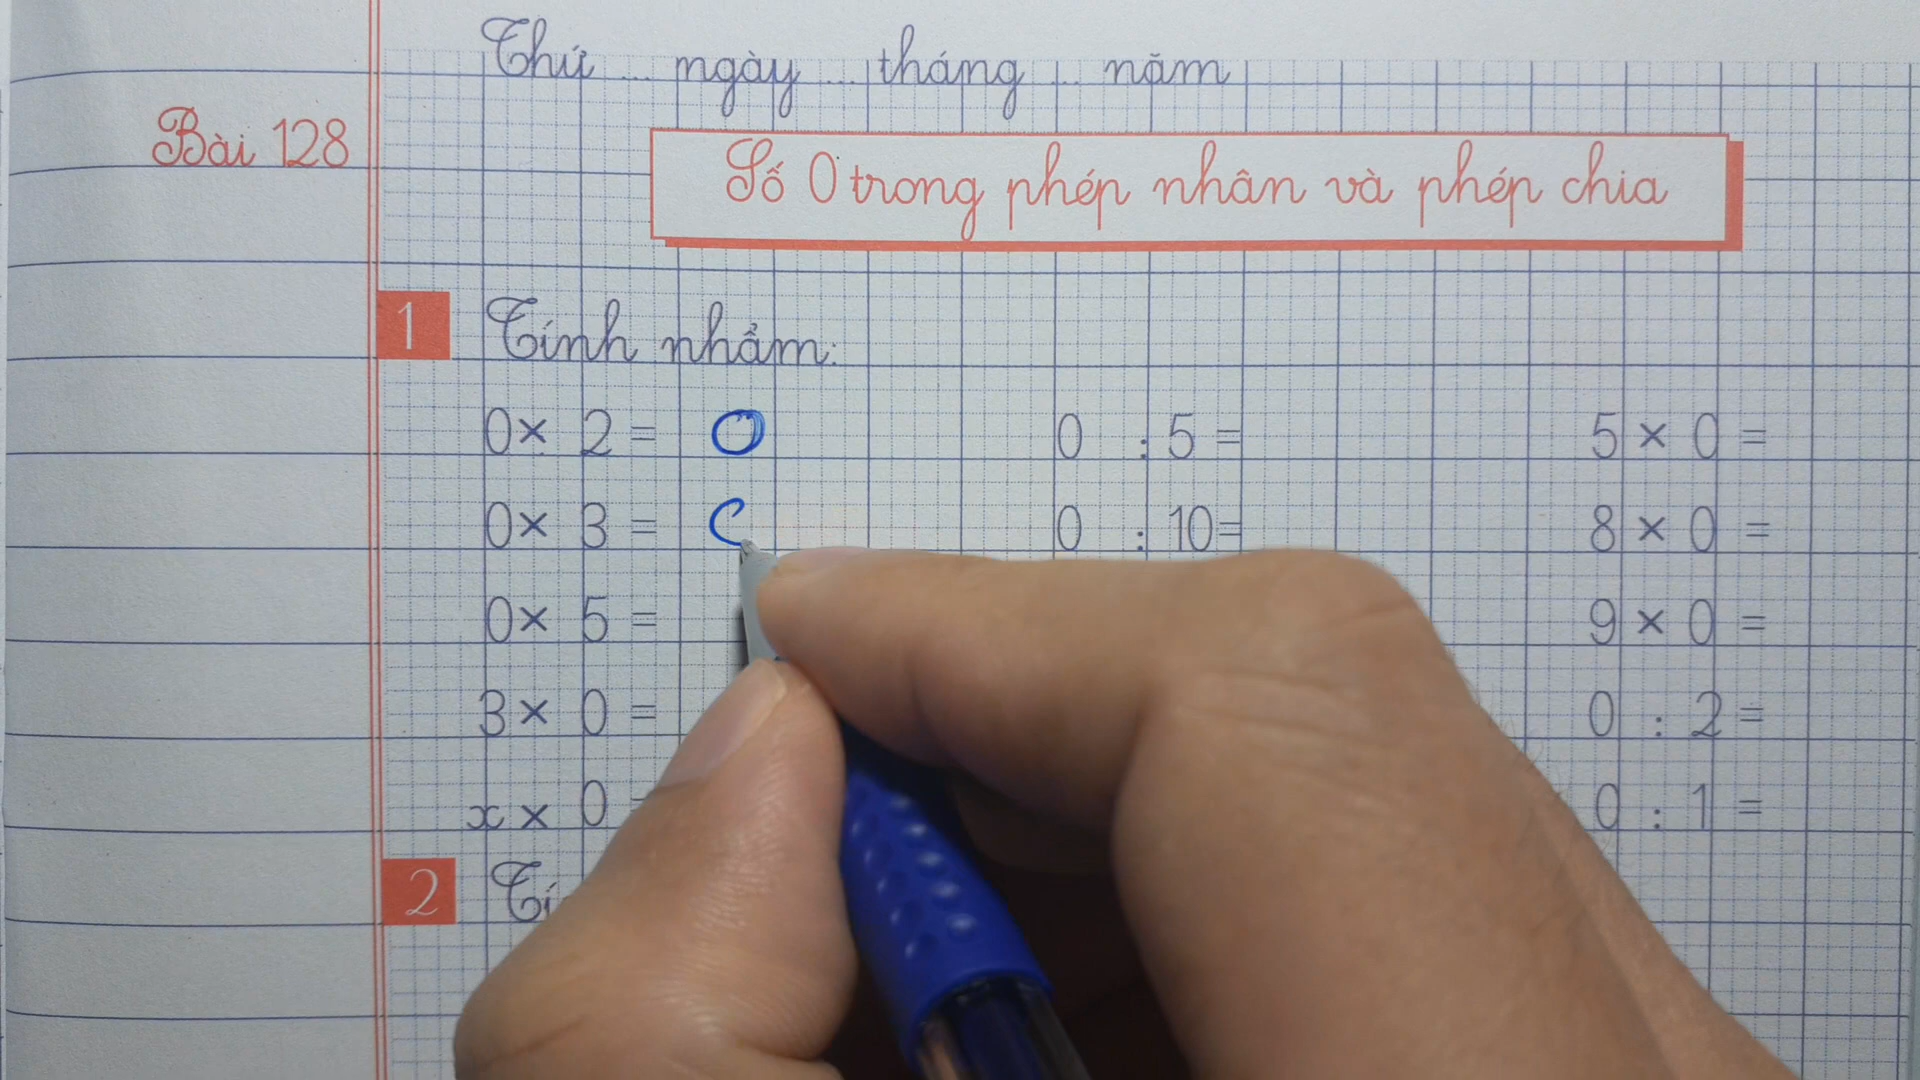 Thứ ... ngày ... tháng ... năm
Bài 128
Số 0 trong phép nhân và phép chia
1 Tính nhẩm:
0 × 2 = 0 0 : 5 = 5 × 0 =
0 × 3 = 0 : 10 = 8 × 0 =
0 × 5 = 9 × 0 =
3 × 0 = 0 : 2 =
x × 0 = 0 : 1 =
2